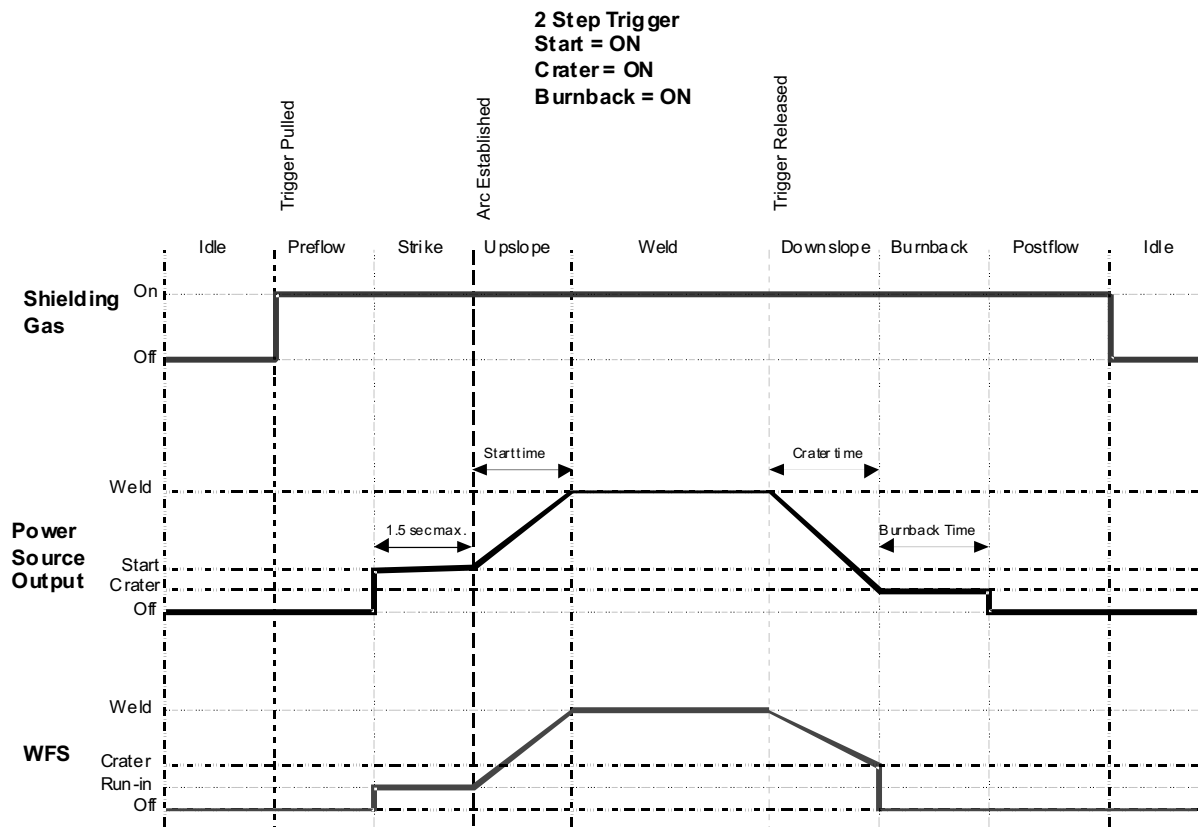 2 Step Trigger
Start = ON
Crater = ON
Burnback = ON
Trigger Pulled
Arc Established
Trigger Released
Idle
Preflow
Strike
Upslope
Weld
Downslope
Burnback
Postflow
Idle
Shielding
Gas
On
Off
Start time
Crater time
Weld
1.5 sec max.
Burnback Time
Power
Source
Output
Start
Crater
Off
Weld
WFS
Crater
Run-in
Off